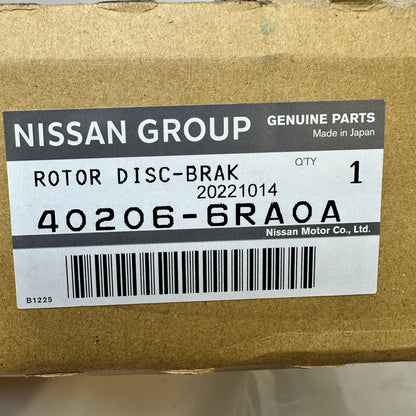 NISSAN GROUP
GENUINE PARTS
Made in Japan
ROTOR DISC-BRAK
Q'TY
1
20221014
40206-6RA0A
Nissan Motor Co., Ltd.
B1225